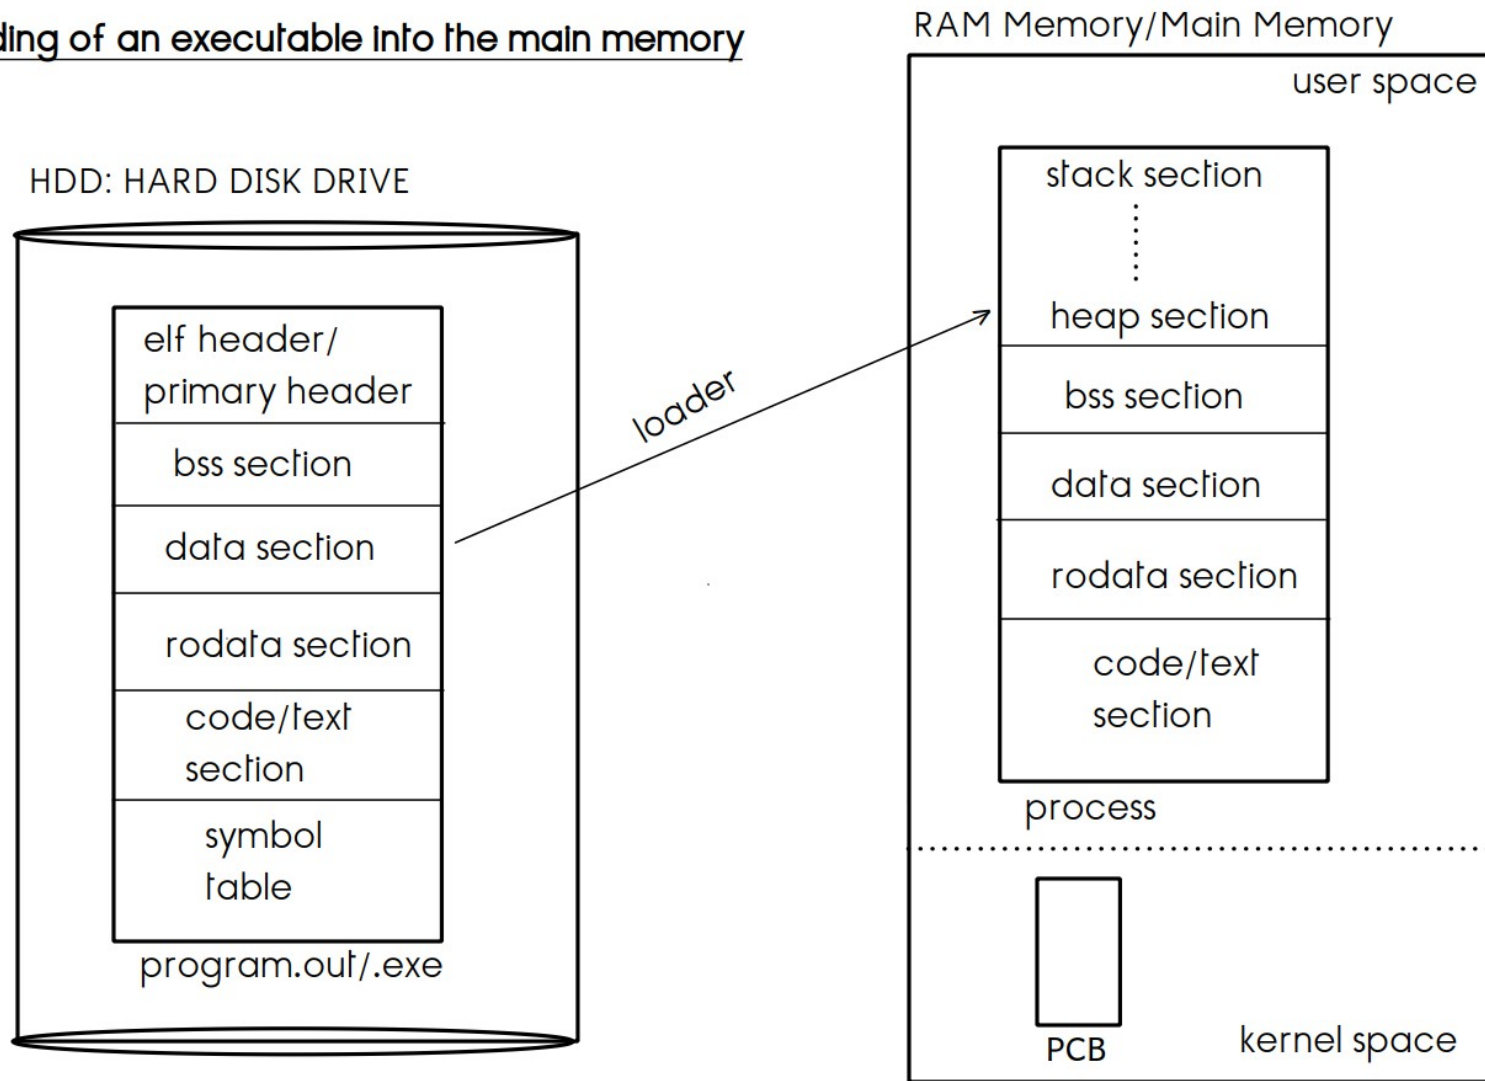 ding of an executable into the main memory
HDD: HARD DISK DRIVE
elf header/
primary header
bss section
data section
rodata section
code/text
section
symbol
table
program.out/.exe
loader
RAM Memory/Main Memory
user space
stack section
heap section
bss section
data section
rodata section
code/text
section
process
PCB
kernel space